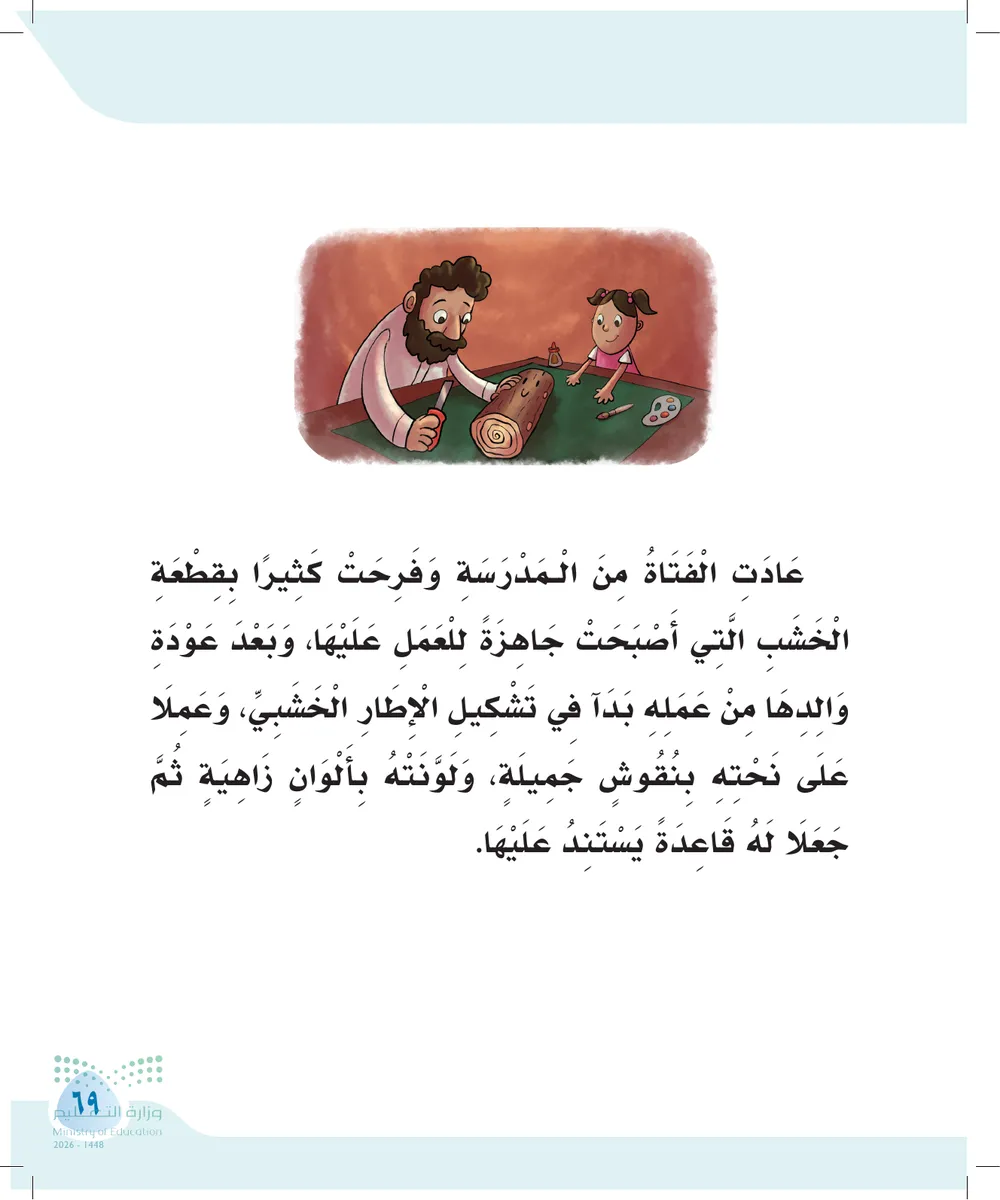 عَادَتِ الْفَتَاةُ مِنَ الْمَدْرَسَةِ وَفَرِحَتْ كَثِيرًا بِقِطْعَةِ
الْخَشَبِ الَّتِي أَصْبَحَتْ جَاهِزَةً لِلْعَمَلِ عَلَيْهَا، وَبَعْدَ عَوْدَةِ
وَالِدِهَا مِنْ عَمَلِهِ بَدَآ فِي تَشْكِيلِ الْإِطَارِ الْخَشَبِيِّ، وَعَمِلَا
عَلَى نَحْتِهِ بِنُقُوشٍ جَمِيلَةٍ، وَلَوَّنَتْهُ بِأَلْوَانٍ زَاهِيَةٍ ثُمَّ
جَعَلَا لَهُ قَاعِدَةً يَسْتَنِدُ عَلَيْهَا.
٦٩
وزارة التعليم
Ministry of Education
2026 - 1448